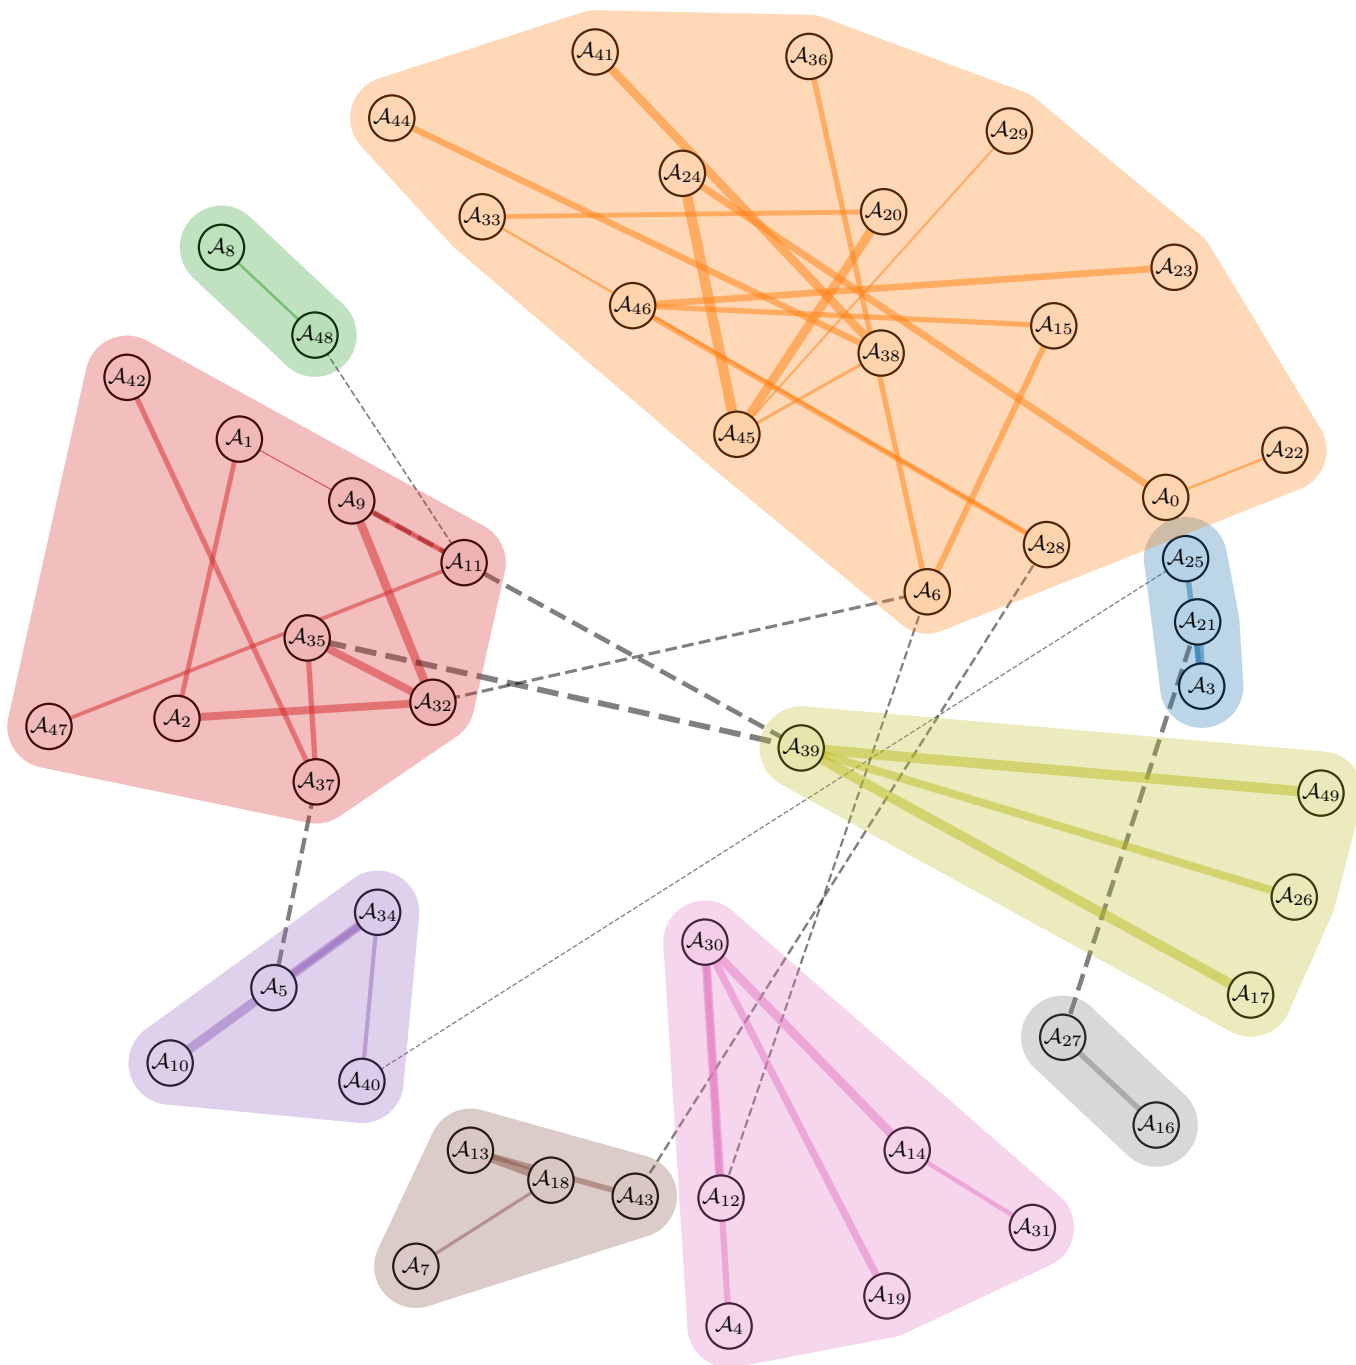 𝒜₄₁
𝒜₃₆
𝒜₄₄
𝒜₂₉
𝒜₂₄
𝒜₃₃
𝒜₂₀
𝒜₈
𝒜₂₃
𝒜₄₆
𝒜₁₅
𝒜₄₈
𝒜₃₈
𝒜₄₂
𝒜₁
𝒜₄₅
𝒜₂₂
𝒜₉
𝒜₀
𝒜₂₈
𝒜₁₁
𝒜₂₅
𝒜₆
𝒜₂₁
𝒜₃₅
𝒜₃
𝒜₃₂
𝒜₂
𝒜₄₇
𝒜₃₉
𝒜₃₇
𝒜₄₉
𝒜₂₆
𝒜₃₄
𝒜₃₀
𝒜₅
𝒜₁₇
𝒜₂₇
𝒜₁₀
𝒜₄₀
𝒜₁₆
𝒜₁₃
𝒜₁₄
𝒜₁₈
𝒜₄₃
𝒜₁₂
𝒜₃₁
𝒜₇
𝒜₁₉
𝒜₄